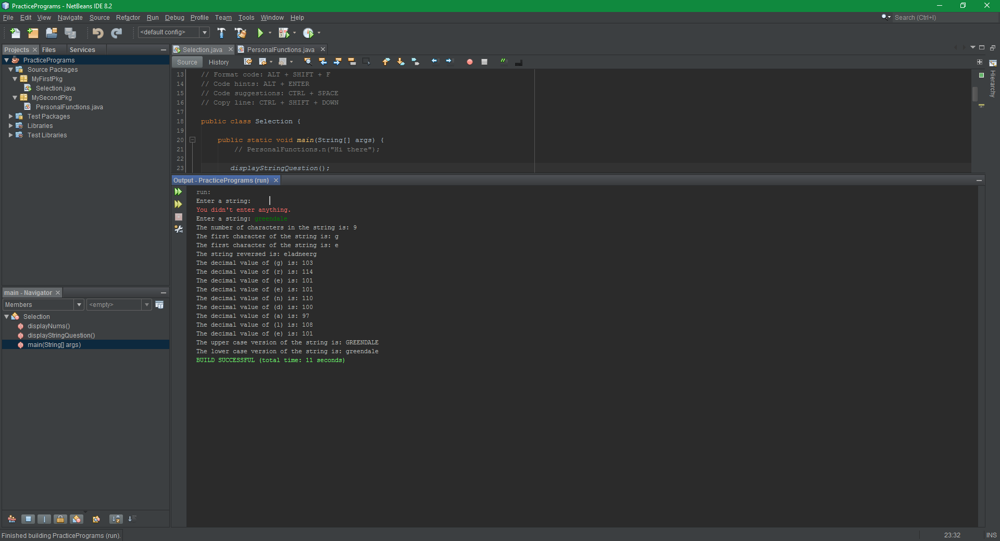 PracticePrograms - NetBeans IDE 8.2
File Edit View Navigate Source Refactor Run Debug Profile Team Tools Window Help
Search (Ctrl+I)
<default config>
Projects Files Services
PracticePrograms
Source Packages
MyFirstPkg
Selection.java
MySecondPkg
PersonalFunctions.java
Test Packages
Libraries
Test Libraries
Selection.java PersonalFunctions.java
Source History
13 // Format code: ALT + SHIFT + F
14 // Code hints: ALT + ENTER
15 // Code suggestions: CTRL + SPACE
16 // Copy line: CTRL + SHIFT + DOWN
17
18 public class Selection {
19
20 public static void main(String[] args) {
21 // PersonalFunctions.n("Hi there");
22
23 displayStringQuestion();
Hierarchy
Output - PracticePrograms (run)
run:
Enter a string:
You didn't enter anything.
Enter a string: greendale
The number of characters in the string is: 9
The first character of the string is: g
The first character of the string is: e
The string reversed is: eladneerg
The decimal value of (g) is: 103
The decimal value of (r) is: 114
The decimal value of (e) is: 101
The decimal value of (e) is: 101
The decimal value of (n) is: 110
The decimal value of (d) is: 100
The decimal value of (a) is: 97
The decimal value of (l) is: 108
The decimal value of (e) is: 101
The upper case version of the string is: GREENDALE
The lower case version of the string is: greendale
BUILD SUCCESSFUL (total time: 11 seconds)
main - Navigator
Members <empty>
Selection
displayNums()
displayStringQuestion()
main(String[] args)
Finished building PracticePrograms (run).
23:32 INS